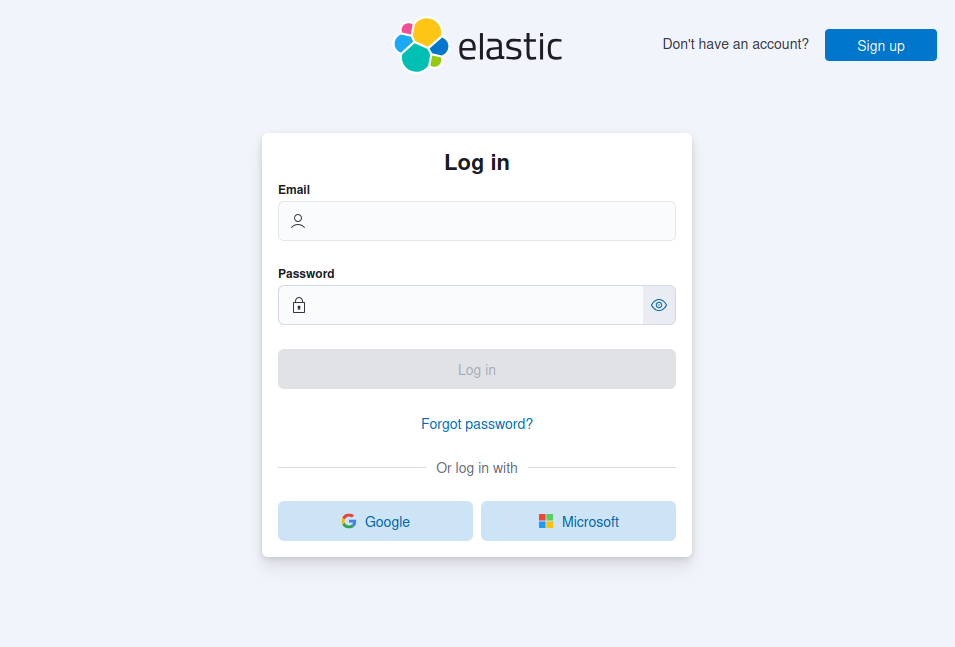 elastic
Don't have an account?
Sign up
Log in
Email
Password
Log in
Forgot password?
Or log in with
Google
Microsoft